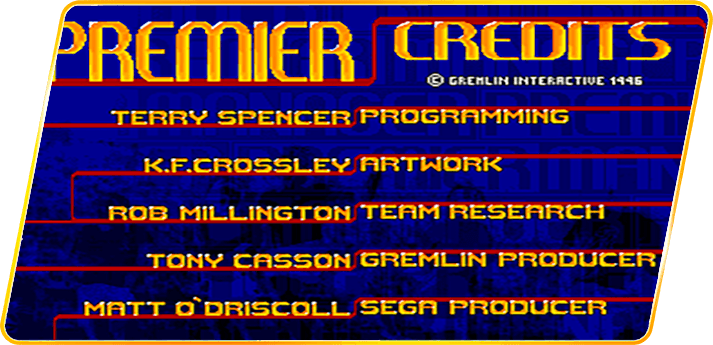 PREMIER CREDITS
© GREMLIN INTERACTIVE 1996
TERRY SPENCER PROGRAMMING
K.F.CROSSLEY ARTWORK
ROB MILLINGTON TEAM RESEARCH
TONY CASSON GREMLIN PRODUCER
MATT O`DRISCOLL SEGA PRODUCER